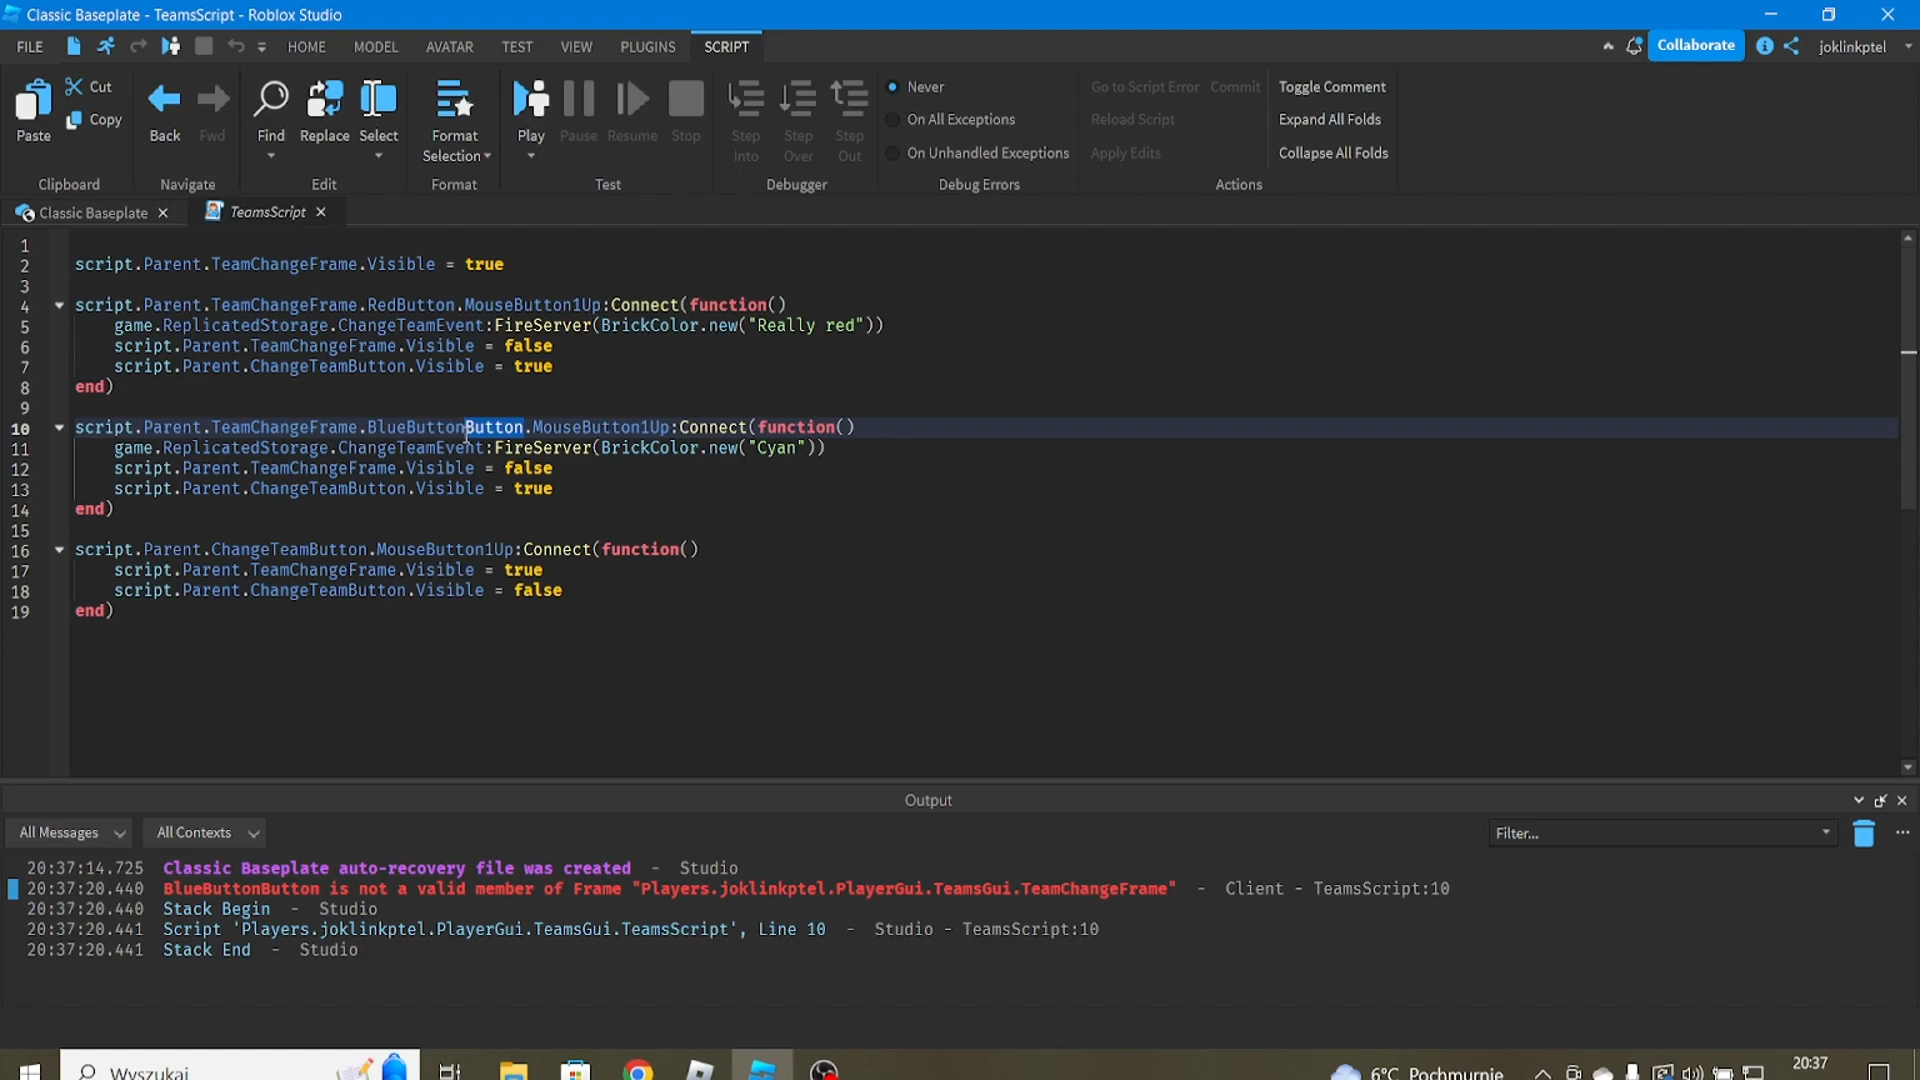 Classic Baseplate - TeamsScript - Roblox Studio
FILE HOME MODEL AVATAR TEST VIEW PLUGINS SCRIPT Collaborate joklinkptel
Paste Cut Copy Back Fwd Find Replace Select Format Selection Play Pause Resume Stop Step Into Step Over Step Out
Never Go to Script Error Commit Toggle Comment
On All Exceptions Reload Script Expand All Folds
On Unhandled Exceptions Apply Edits Collapse All Folds
Clipboard Navigate Edit Format Test Debugger Debug Errors Actions
Classic Baseplate TeamsScript
1
2 script.Parent.TeamChangeFrame.Visible = true
3
4 script.Parent.TeamChangeFrame.RedButton.MouseButton1Up:Connect(function()
5 game.ReplicatedStorage.ChangeTeamEvent:FireServer(BrickColor.new("Really red"))
6 script.Parent.TeamChangeFrame.Visible = false
7 script.Parent.ChangeTeamButton.Visible = true
8 end)
9
10 script.Parent.TeamChangeFrame.BlueButtonButton.MouseButton1Up:Connect(function()
11 game.ReplicatedStorage.ChangeTeamEvent:FireServer(BrickColor.new("Cyan"))
12 script.Parent.TeamChangeFrame.Visible = false
13 script.Parent.ChangeTeamButton.Visible = true
14 end)
15
16 script.Parent.ChangeTeamButton.MouseButton1Up:Connect(function()
17 script.Parent.TeamChangeFrame.Visible = true
18 script.Parent.ChangeTeamButton.Visible = false
19 end)
Output
All Messages All Contexts Filter...
20:37:14.725 Classic Baseplate auto-recovery file was created - Studio
20:37:20.440 BlueButtonButton is not a valid member of Frame "Players.joklinkptel.PlayerGui.TeamsGui.TeamChangeFrame" - Client - TeamsScript:10
20:37:20.440 Stack Begin - Studio
20:37:20.441 Script 'Players.joklinkptel.PlayerGui.TeamsGui.TeamsScript', Line 10 - Studio - TeamsScript:10
20:37:20.441 Stack End - Studio
Wyszukaj 6°C Pochmurnie 20:37